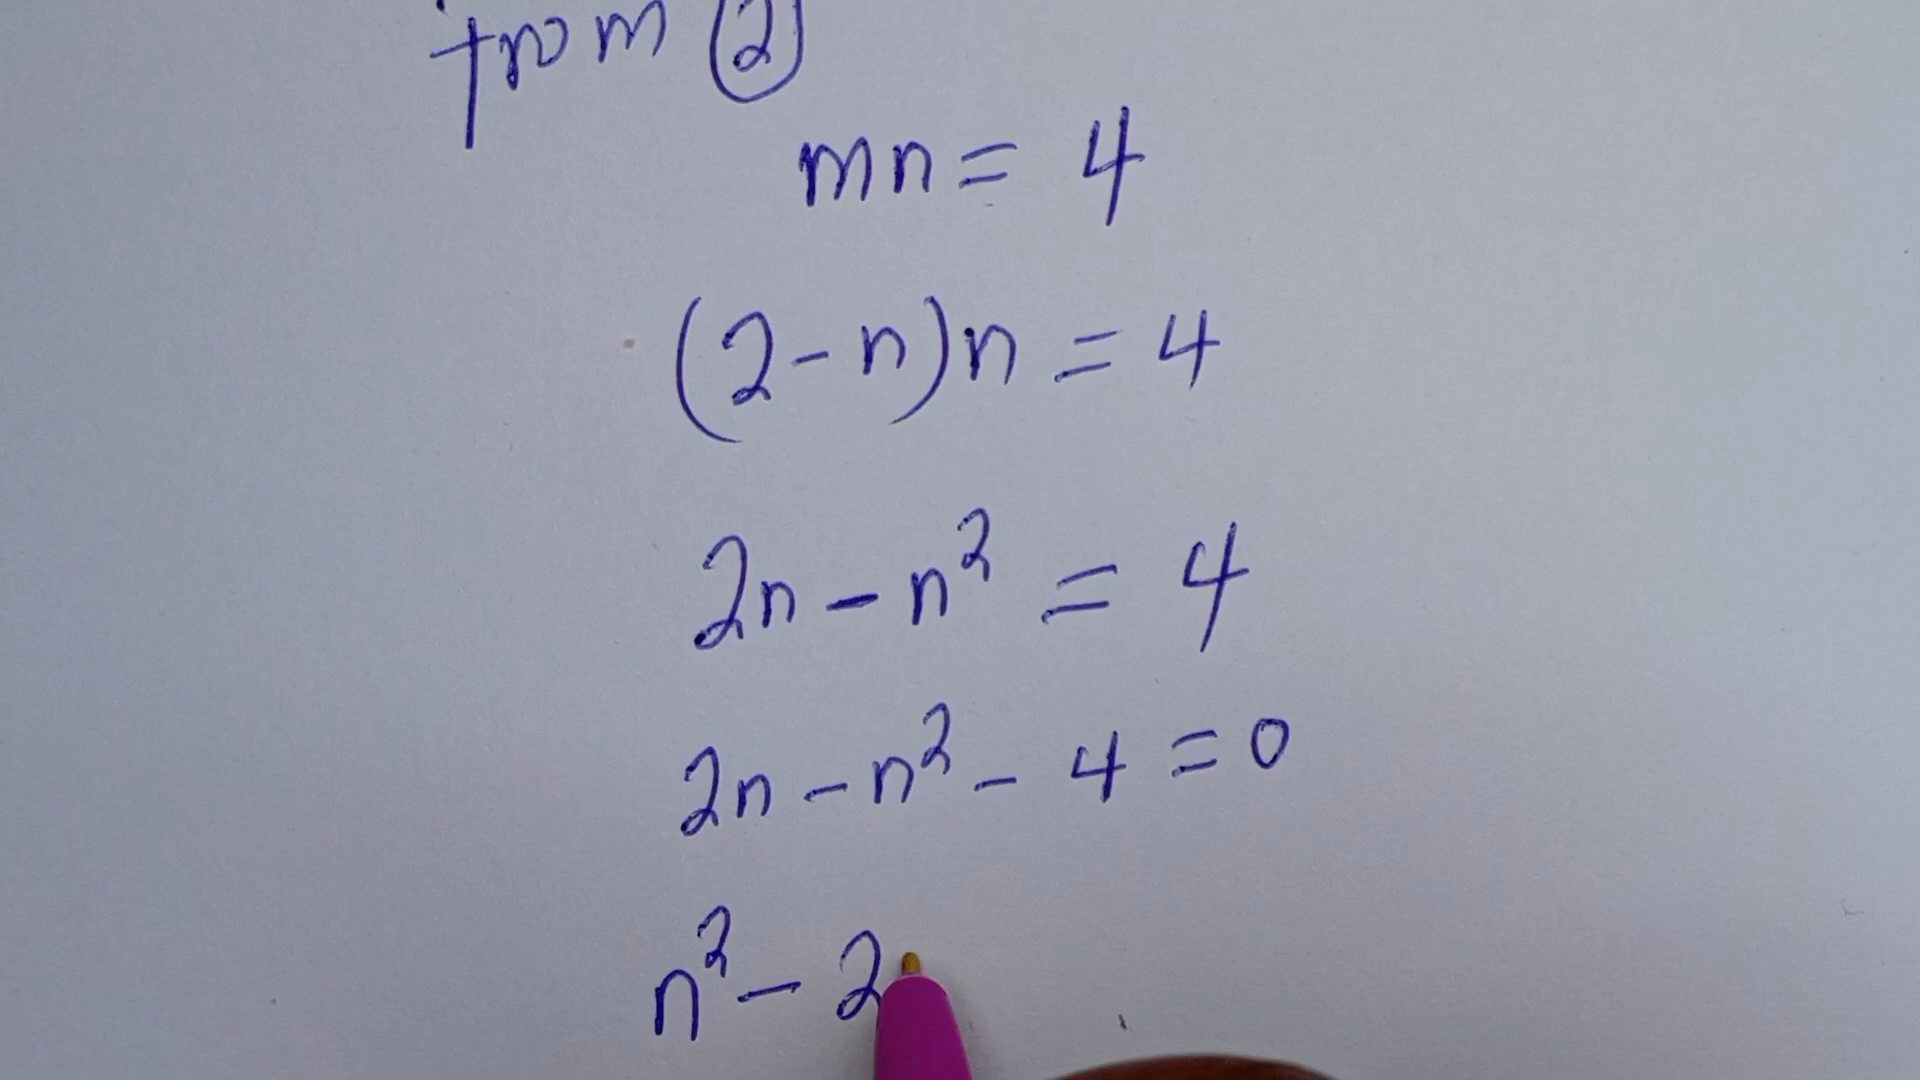 from ②
mn = 4
(2 - n)n = 4
2n - n² = 4
2n - n² - 4 = 0
n² - 2